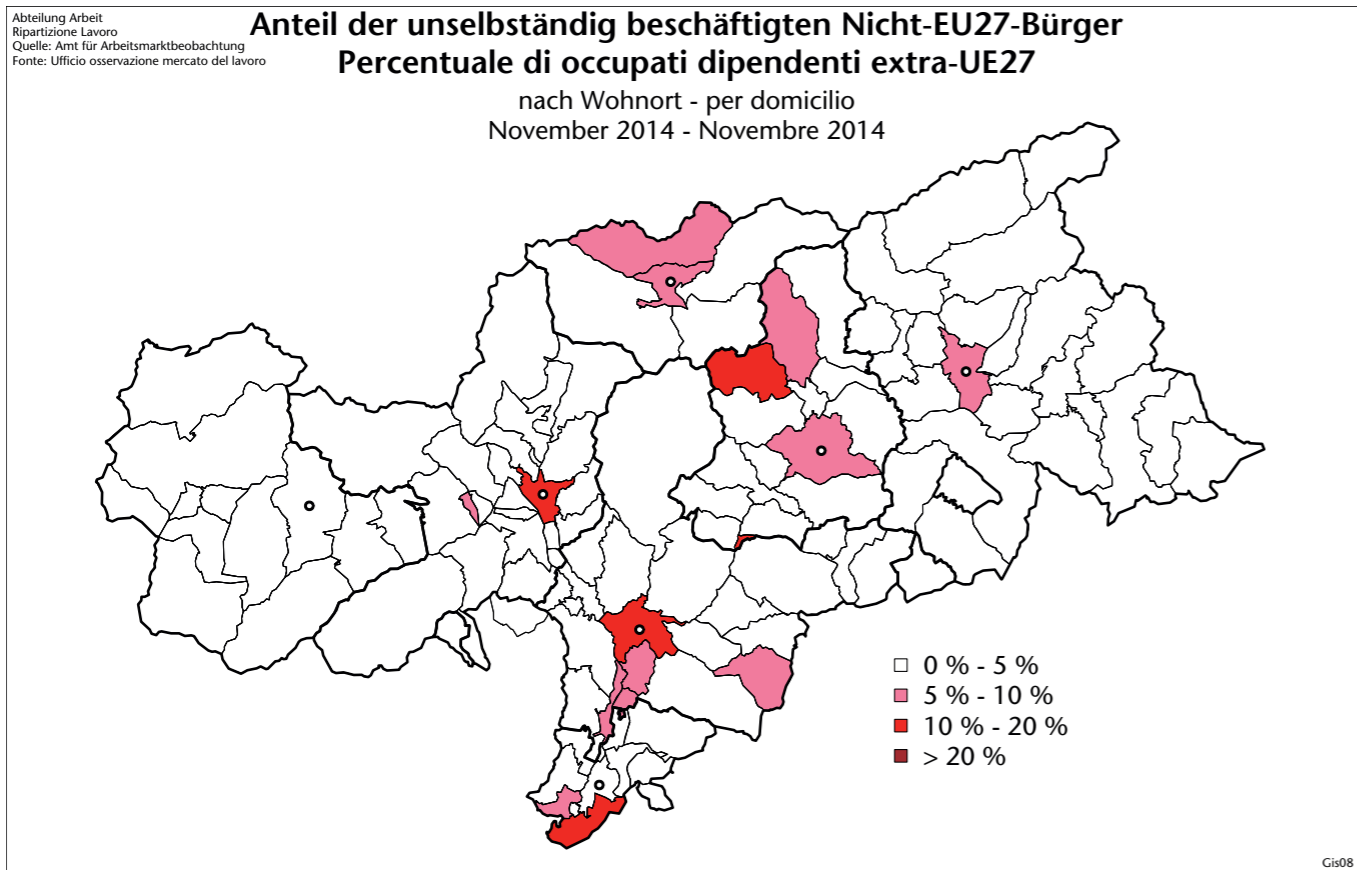 Abteilung Arbeit
Ripartizione Lavoro
Quelle: Amt für Arbeitsmarktbeobachtung
Fonte: Ufficio osservazione mercato del lavoro
Anteil der unselbständig beschäftigten Nicht-EU27-Bürger
Percentuale di occupati dipendenti extra-UE27
nach Wohnort - per domicilio
November 2014 - Novembre 2014
0 % - 5 %
5 % - 10 %
10 % - 20 %
> 20 %
Gis08